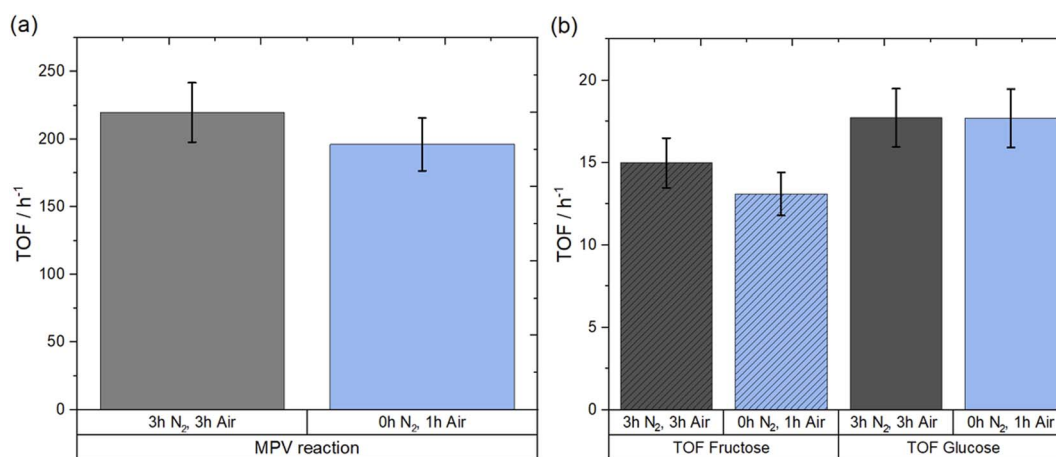 (a)
250
200
150
100
50
0
TOF / h⁻¹
3h N₂, 3h Air
0h N₂, 1h Air
MPV reaction
(b)
20
15
10
5
0
TOF / h⁻¹
3h N₂, 3h Air
0h N₂, 1h Air
3h N₂, 3h Air
0h N₂, 1h Air
TOF Fructose
TOF Glucose